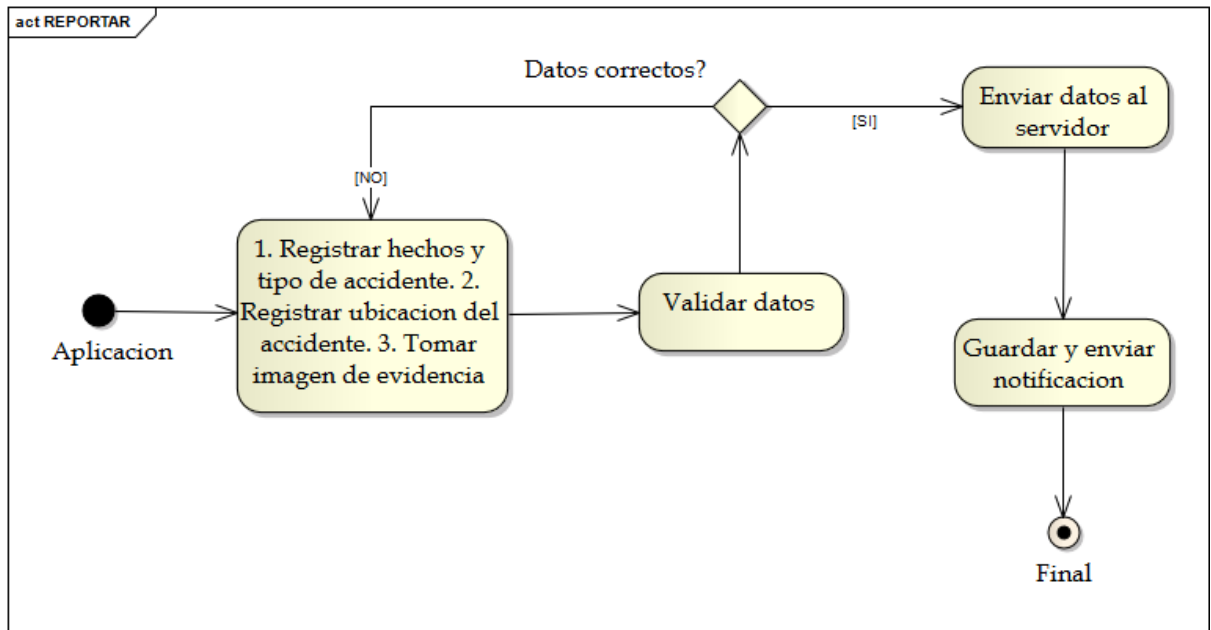 act REPORTAR
Datos correctos?
Enviar datos al
servidor
[SI]
[NO]
1. Registrar hechos y
tipo de accidente. 2.
Registrar ubicacion del
accidente. 3. Tomar
imagen de evidencia
Validar datos
Aplicacion
Guardar y enviar
notificacion
Final